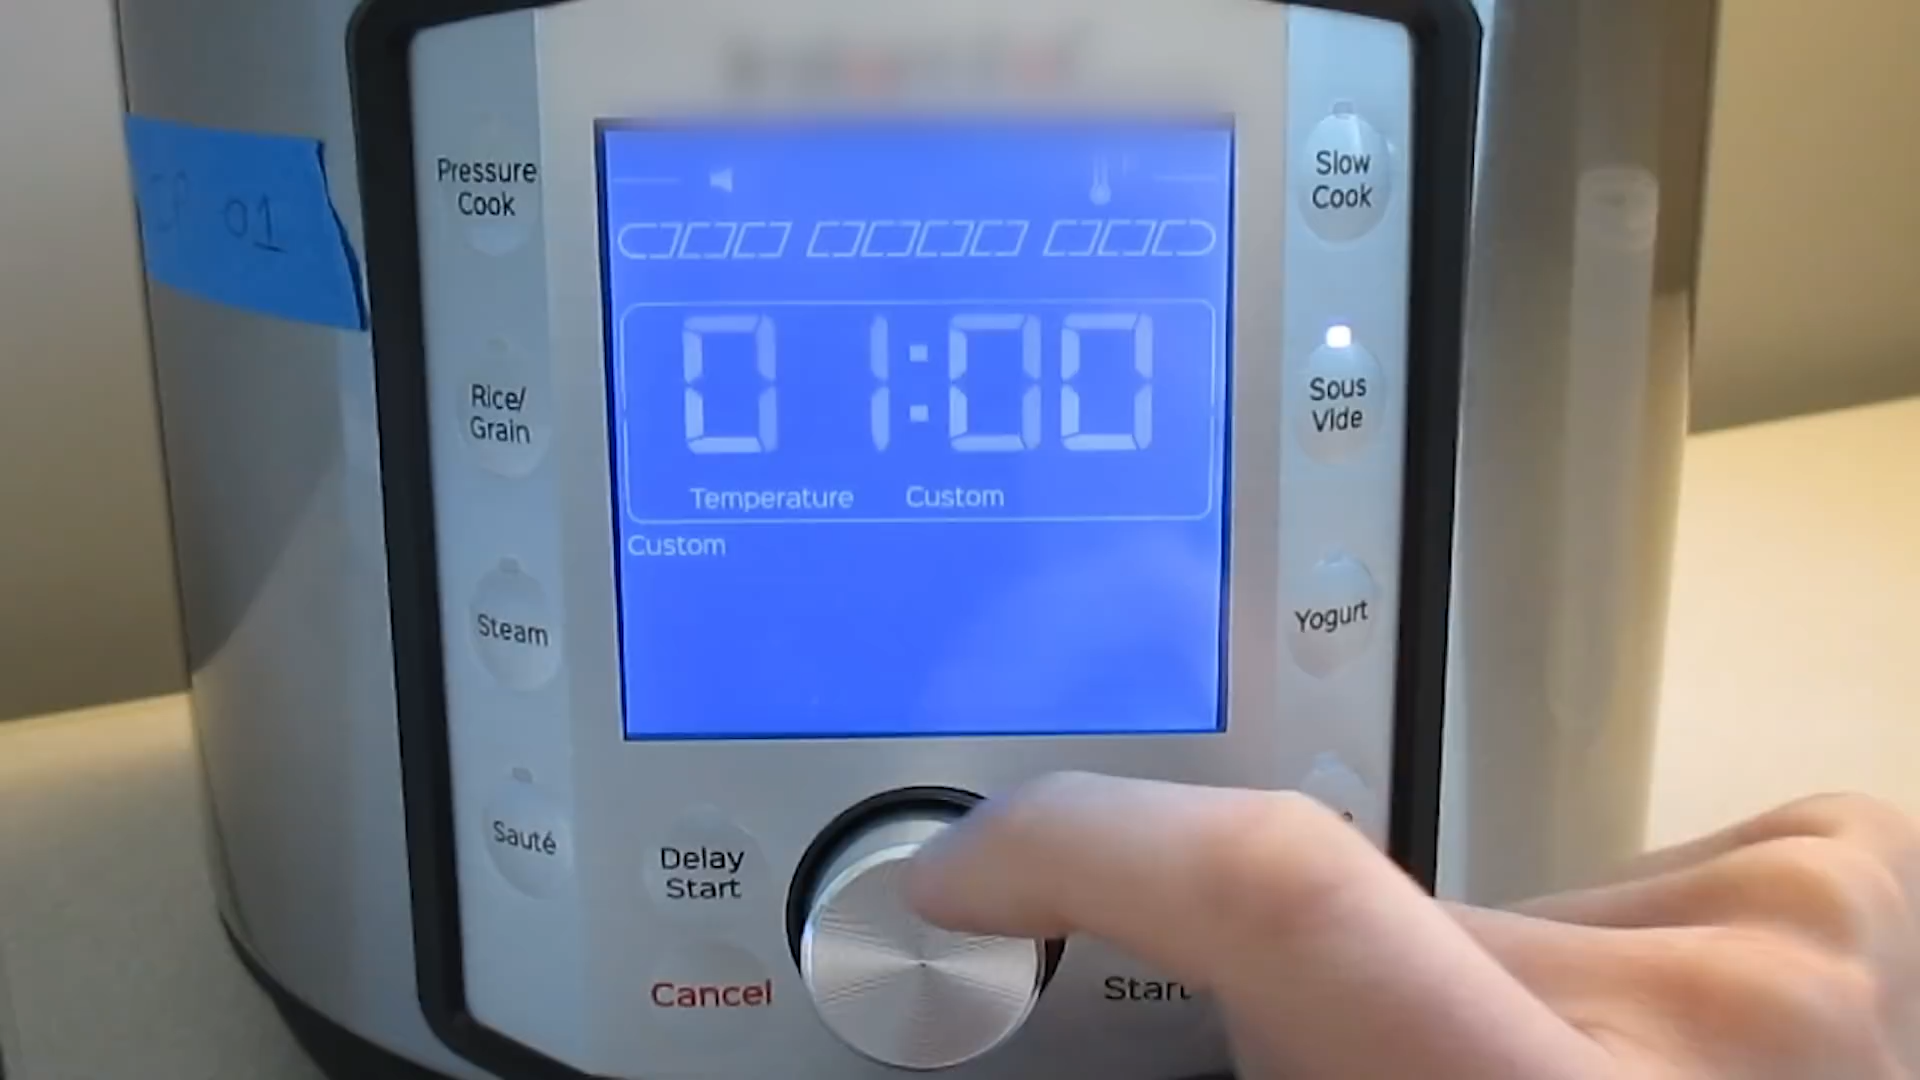 Pressure
Cook
Slow
Cook
01
01:00
Rice/
Grain
Sous
Vide
Temperature Custom
Custom
Steam
Yogurt
Sauté
Delay
Start
Cancel
Start